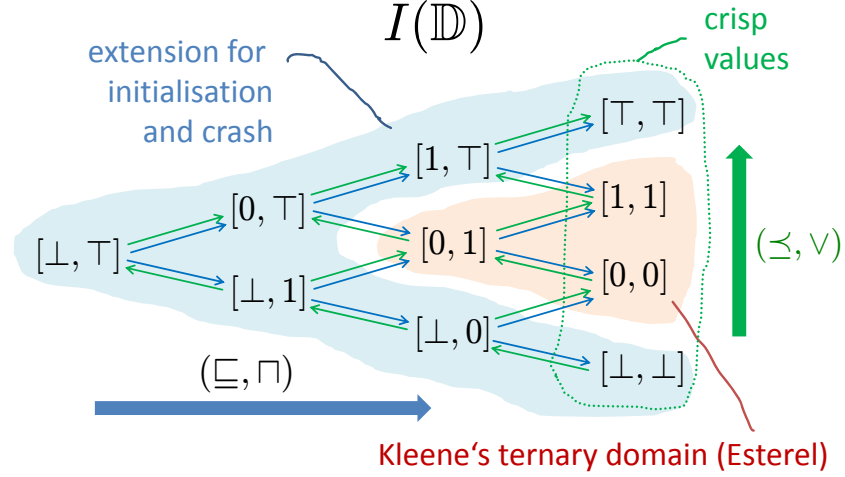 I(𝔻)
extension for
initialisation
and crash
crisp
values
[⊤, ⊤]
[1, ⊤]
[0, ⊤]
[1, 1]
[⊥, ⊤]
[0, 1]
(⪯, ∨)
[⊥, 1]
[0, 0]
[⊥, 0]
[⊥, ⊥]
(⊑, ⊓)
Kleene‘s ternary domain (Esterel)